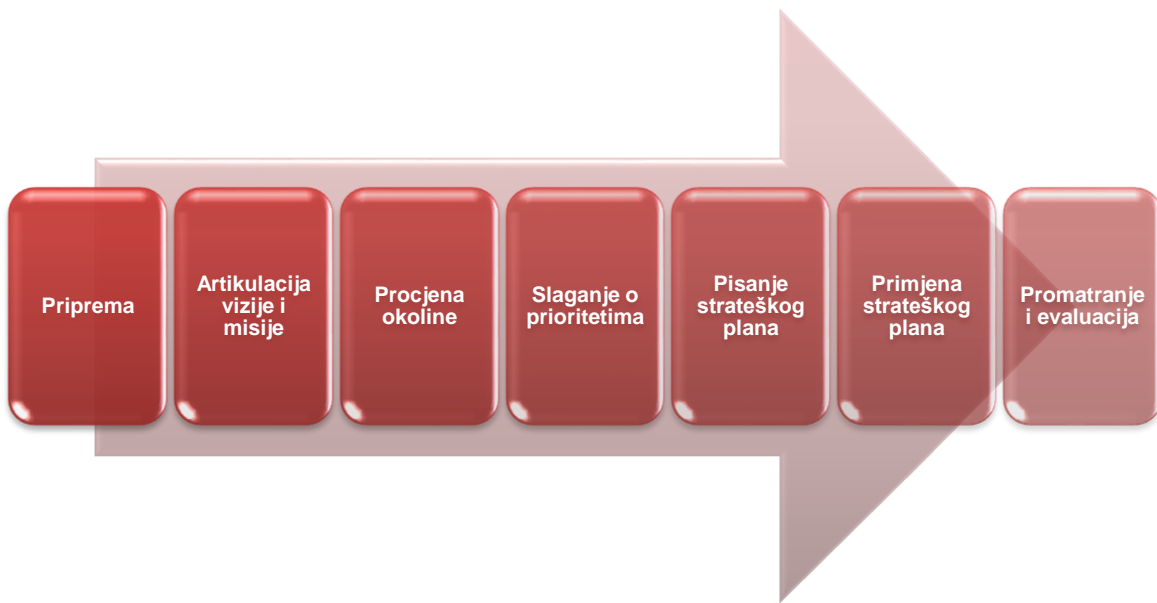 Priprema
Artikulacija
vizije i
misije
Procjena
okoline
Slaganje o
prioritetima
Pisanje
strateškog
plana
Primjena
strateškog
plana
Promatranje
i evaluacija